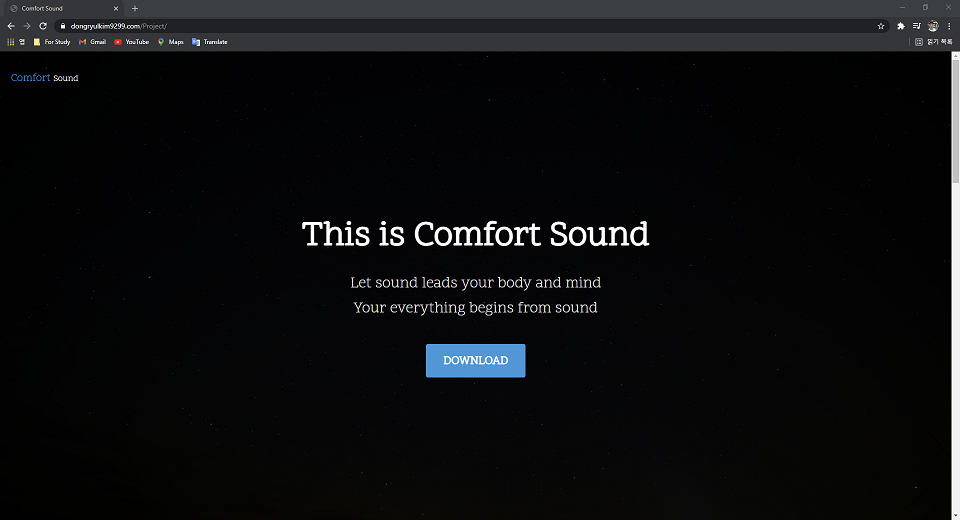 Comfort Sound
dongryulkim9299.com/Project/
앱 For Study Gmail YouTube Maps Translate 읽기 목록
Comfort Sound
This is Comfort Sound
Let sound leads your body and mind
Your everything begins from sound
DOWNLOAD